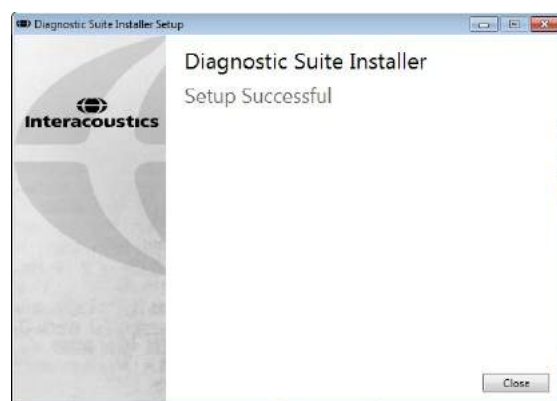 Diagnostic Suite Installer Setup
Diagnostic Suite Installer
Setup Successful
Interacoustics
Close